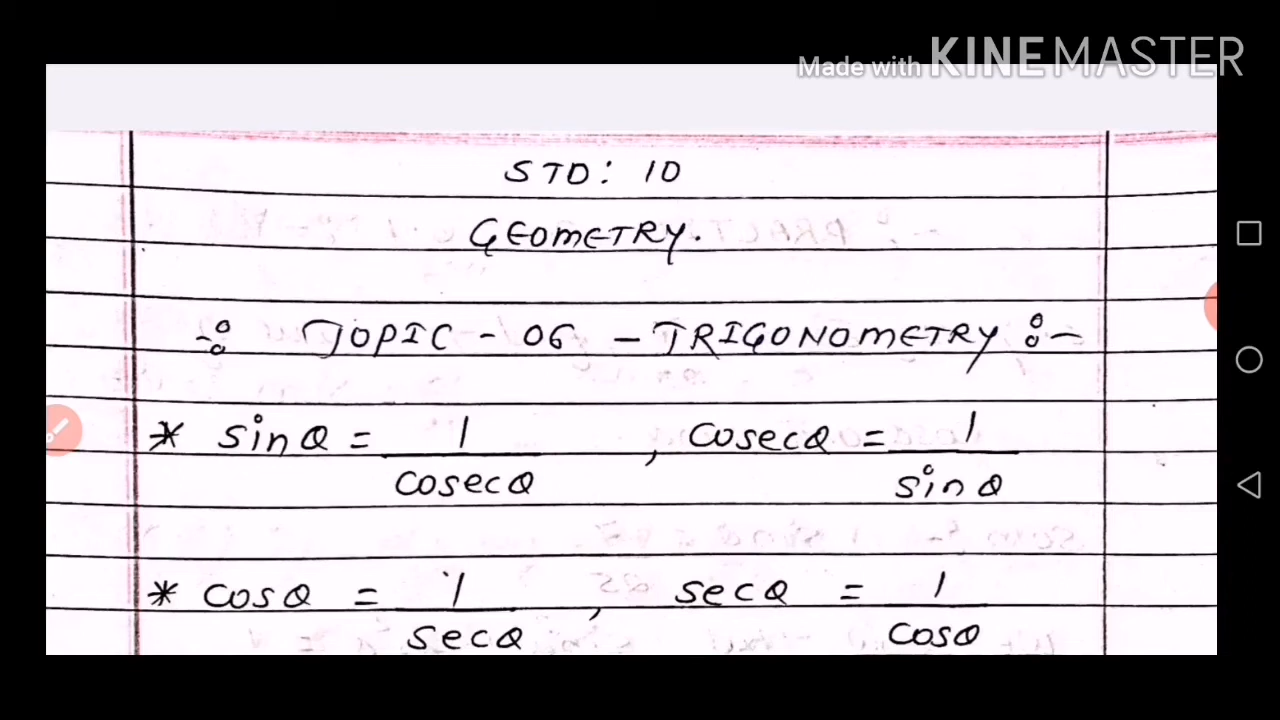 Made with KINEMASTER
STD: 10
GEOMETRY.
-: TOPIC - 06 - TRIGONOMETRY :-
* sinθ = 1/cosecθ , cosecθ = 1/sinθ
* cosθ = 1/secθ , secθ = 1/cosθ